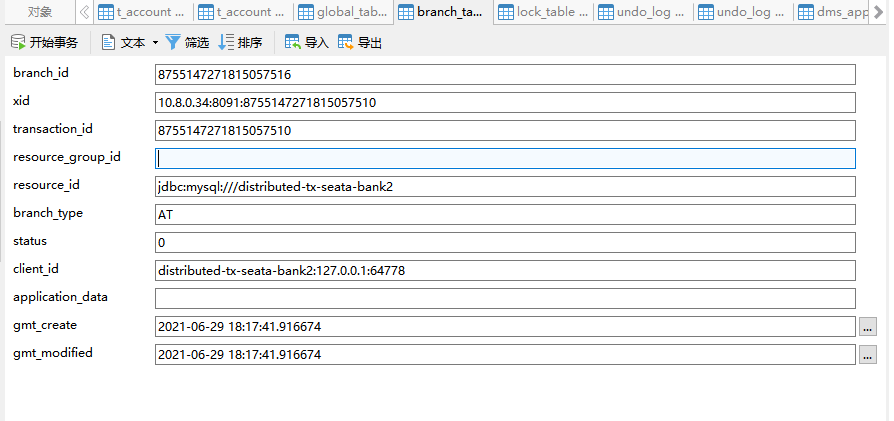 对象 t_account ... t_account ... global_tab... branch_ta... lock_table ... undo_log ... undo_log ... dms_app
开始事务 文本 筛选 排序 导入 导出
branch_id 8755147271815057516
xid 10.8.0.34:8091:8755147271815057510
transaction_id 8755147271815057510
resource_group_id
resource_id jdbc:mysql:///distributed-tx-seata-bank2
branch_type AT
status 0
client_id distributed-tx-seata-bank2:127.0.0.1:64778
application_data
gmt_create 2021-06-29 18:17:41.916674 ...
gmt_modified 2021-06-29 18:17:41.916674 ...